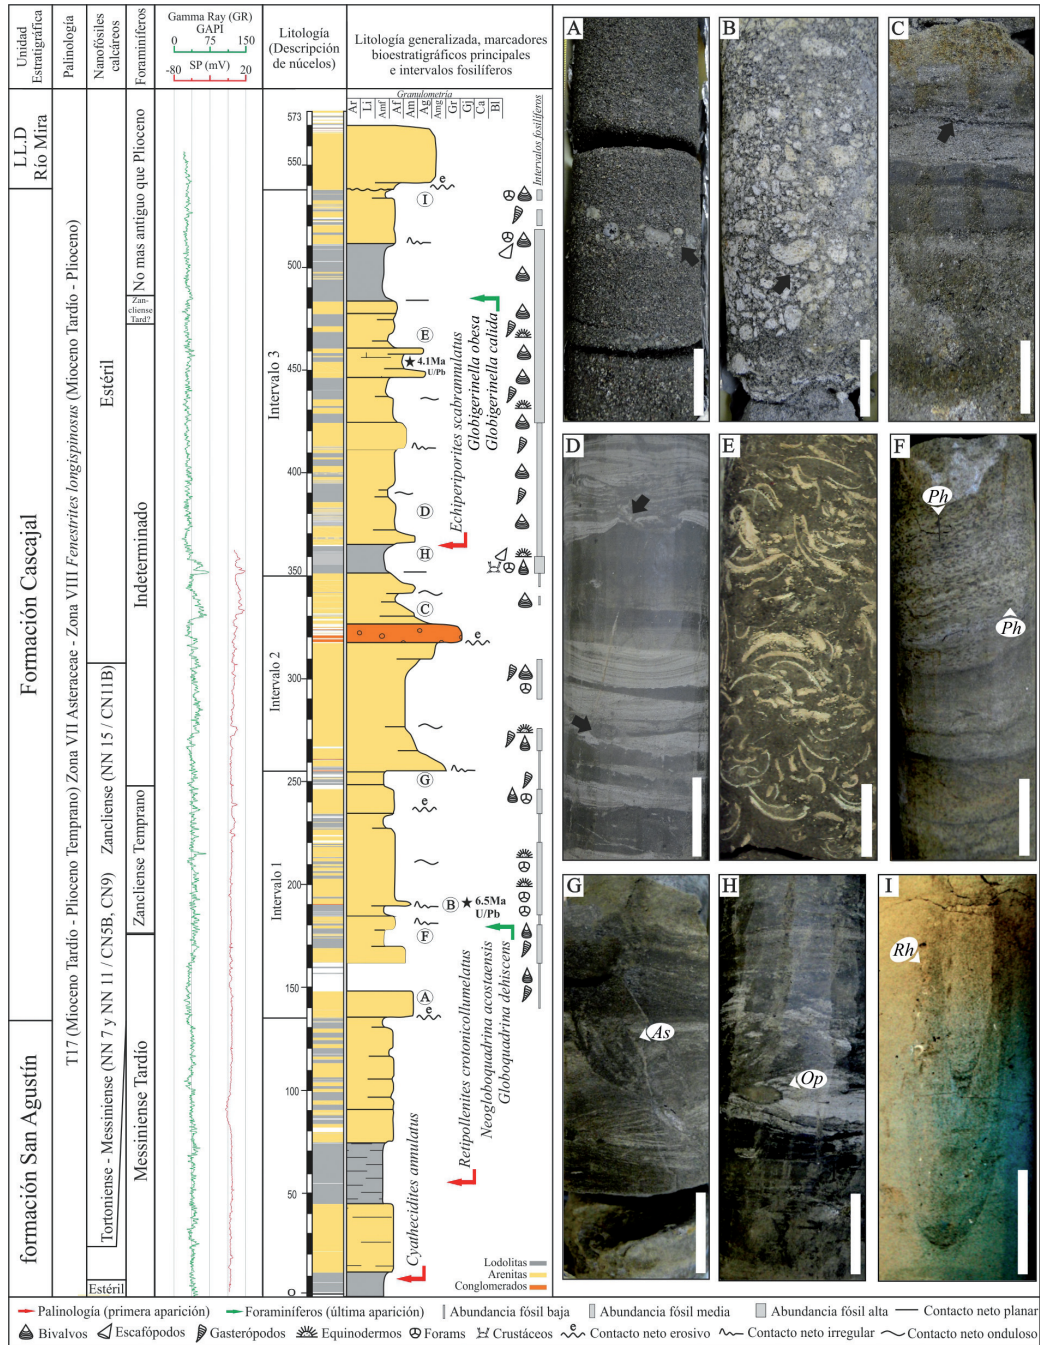 Unidad Estratigráfica
Palinología
Nanofósiles calcáreos
Foraminíferos
Gamma Ray (GR)
GAPI
0 75 150
SP (mV)
-80 20
Litología
(Descripción
de núcelos)
Litología generalizada, marcadores
bioestratigráficos principales
e intervalos fosilíferos
Granulometría
Ar Li Amf Af Am Ag Amg Gr Gj Ca Bl
Intervalos fosilíferos
L.L.D
Río Mira
Formación Cascajal
formación San Agustín
T17 (Mioceno Tardío - Plioceno Temprano) Zona VII Asteraceae - Zona VIII Fenestrites longispinosus (Mioceno Tardío - Plioceno)
Estéril
Zancliense (NN 15 / CN11B)
Tortoniense - Messiniense (NN 7 y NN 11 / CN5B, CN9)
Estéril
No mas antiguo que Plioceno
Zancliense Tard?
Indeterminado
Zancliense Temprano
Messiniense Tardío
Intervalo 3
Intervalo 2
Intervalo 1
573
550
500
450
400
350
300
250
200
150
100
50
0
e
I
E
4.1Ma
U/Pb
D
H
C
e
G
e
B
6.5Ma
U/Pb
F
A
e
Echiperiporites scabrannulatus
Globigerinella obesa
Globigerinella calida
Retipollenites crotonicollumelatus
Neogloboquadrina acostaensis
Globoquadrina dehiscens
Cyathecidites annulatus
Lodolitas
Arenitas
Conglomerados
A
B
C
D
E
F
Ph
Ph
G
As
H
Op
I
Rh
Palinología (primera aparición) Foraminíferos (última aparición) Abundancia fósil baja Abundancia fósil media Abundancia fósil alta Contacto neto planar
Bivalvos Escafópodos Gasterópodos Equinodermos Forams Crustáceos e Contacto neto erosivo Contacto neto irregular Contacto neto onduloso